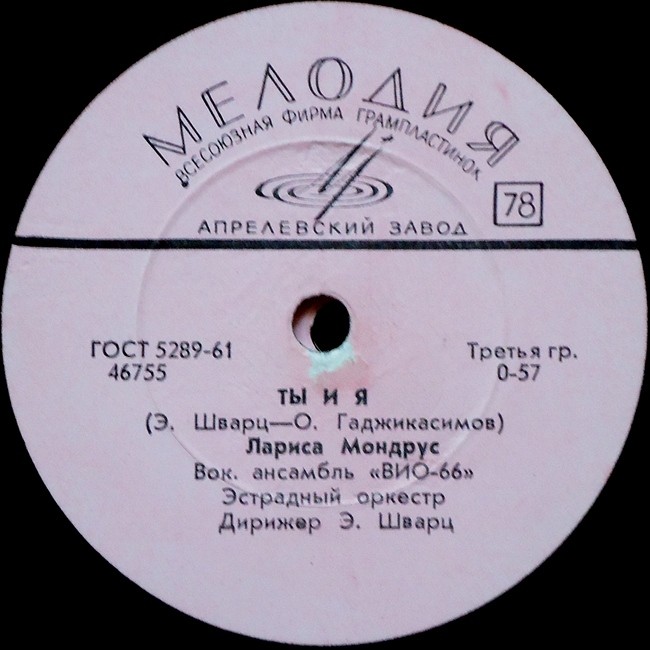 МЕЛОДИЯ
ВСЕСОЮЗНАЯ ФИРМА ГРАМПЛАСТИНОК
78
АПРЕЛЕВСКИЙ ЗАВОД
ГОСТ 5289-61
Третья гр.
46755
0-57
ТЫ И Я
(Э. Шварц—О. Гаджикасимов)
Лариса Мондрус
Вок. ансамбль «ВИО-66»
Эстрадный оркестр
Дирижер Э. Шварц